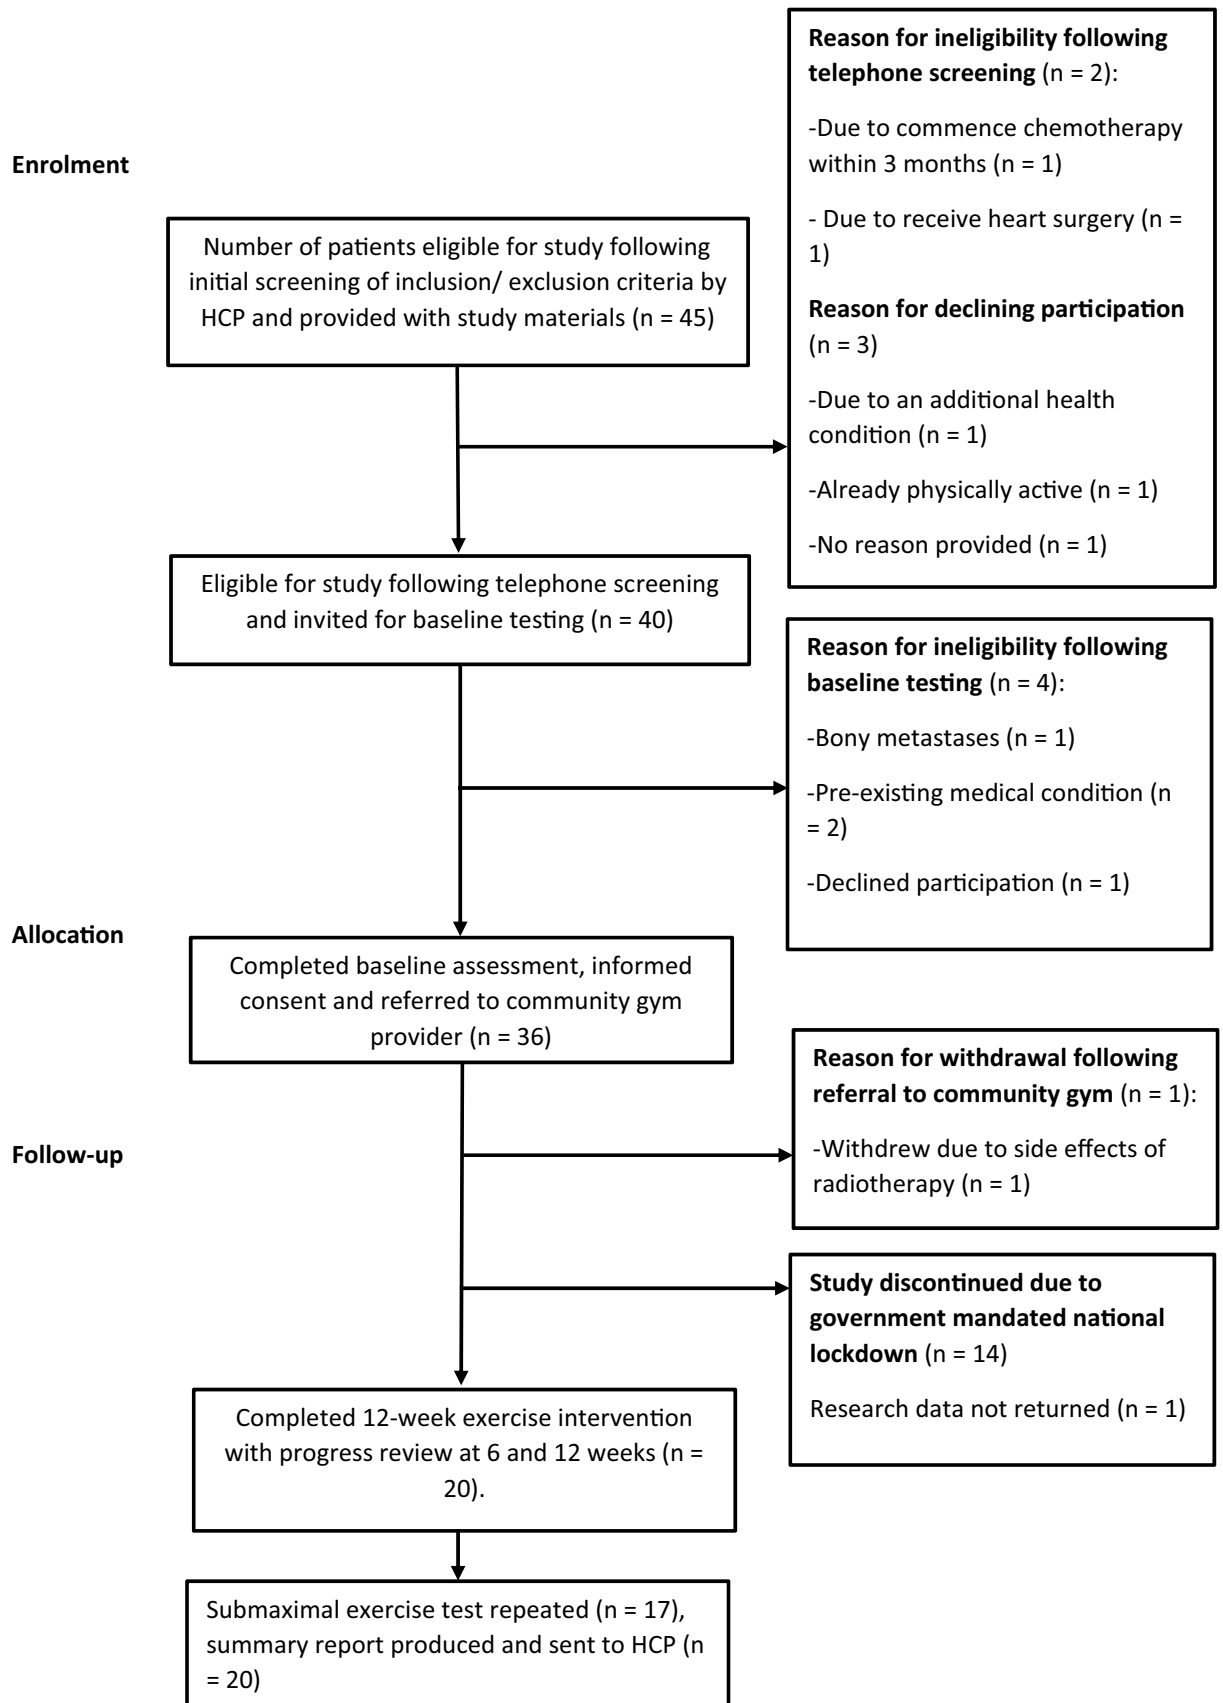 Reason for ineligibility following
telephone screening (n = 2):
-Due to commence chemotherapy
within 3 months (n = 1)
- Due to receive heart surgery (n =
1)
Reason for declining participation
(n = 3)
-Due to an additional health
condition (n = 1)
-Already physically active (n = 1)
-No reason provided (n = 1)
Enrolment
Number of patients eligible for study following
initial screening of inclusion/ exclusion criteria by
HCP and provided with study materials (n = 45)
Eligible for study following telephone screening
and invited for baseline testing (n = 40)
Reason for ineligibility following
baseline testing (n = 4):
-Bony metastases (n = 1)
-Pre-existing medical condition (n
= 2)
-Declined participation (n = 1)
Allocation
Completed baseline assessment, informed
consent and referred to community gym
provider (n = 36)
Reason for withdrawal following
referral to community gym (n = 1):
-Withdrew due to side effects of
radiotherapy (n = 1)
Follow-up
Study discontinued due to
government mandated national
lockdown (n = 14)
Research data not returned (n = 1)
Completed 12-week exercise intervention
with progress review at 6 and 12 weeks (n =
20).
Submaximal exercise test repeated (n = 17),
summary report produced and sent to HCP (n
= 20)